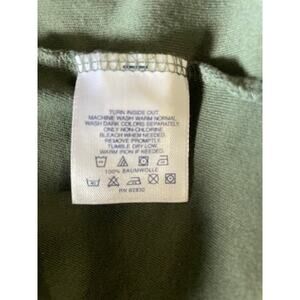 TURN INSIDE OUT
MACHINE WASH WARM NORMAL
WASH DARK COLORS SEPARATELY
ONLY NON-CHLORINE
BLEACH WHEN NEEDED
REMOVE PROMPTLY
TUMBLE DRY LOW
WARM IRON IF NEEDED.
100% BAUMWOLLE
RN